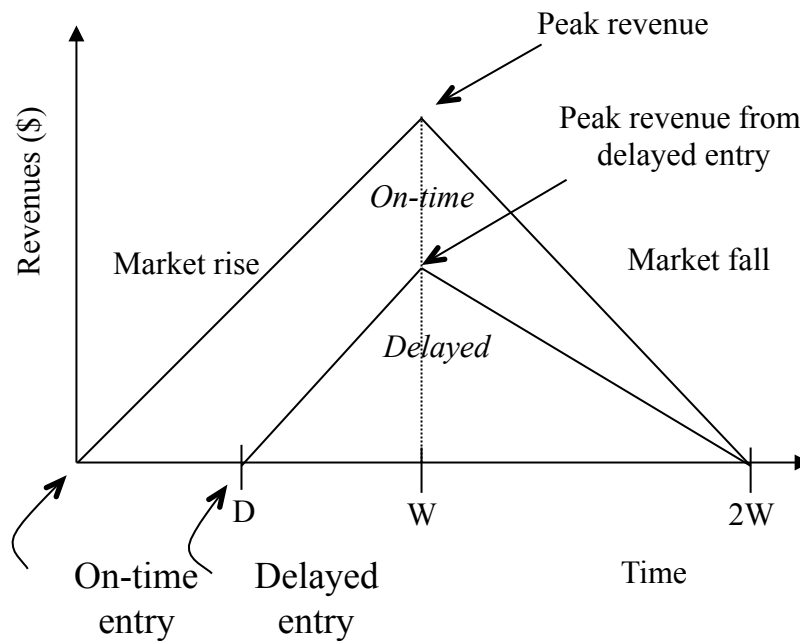 Peak revenue
Peak revenue from
delayed entry
Revenues ($)
On-time
Market rise
Market fall
Delayed
D
W
2W
On-time
entry
Delayed
entry
Time